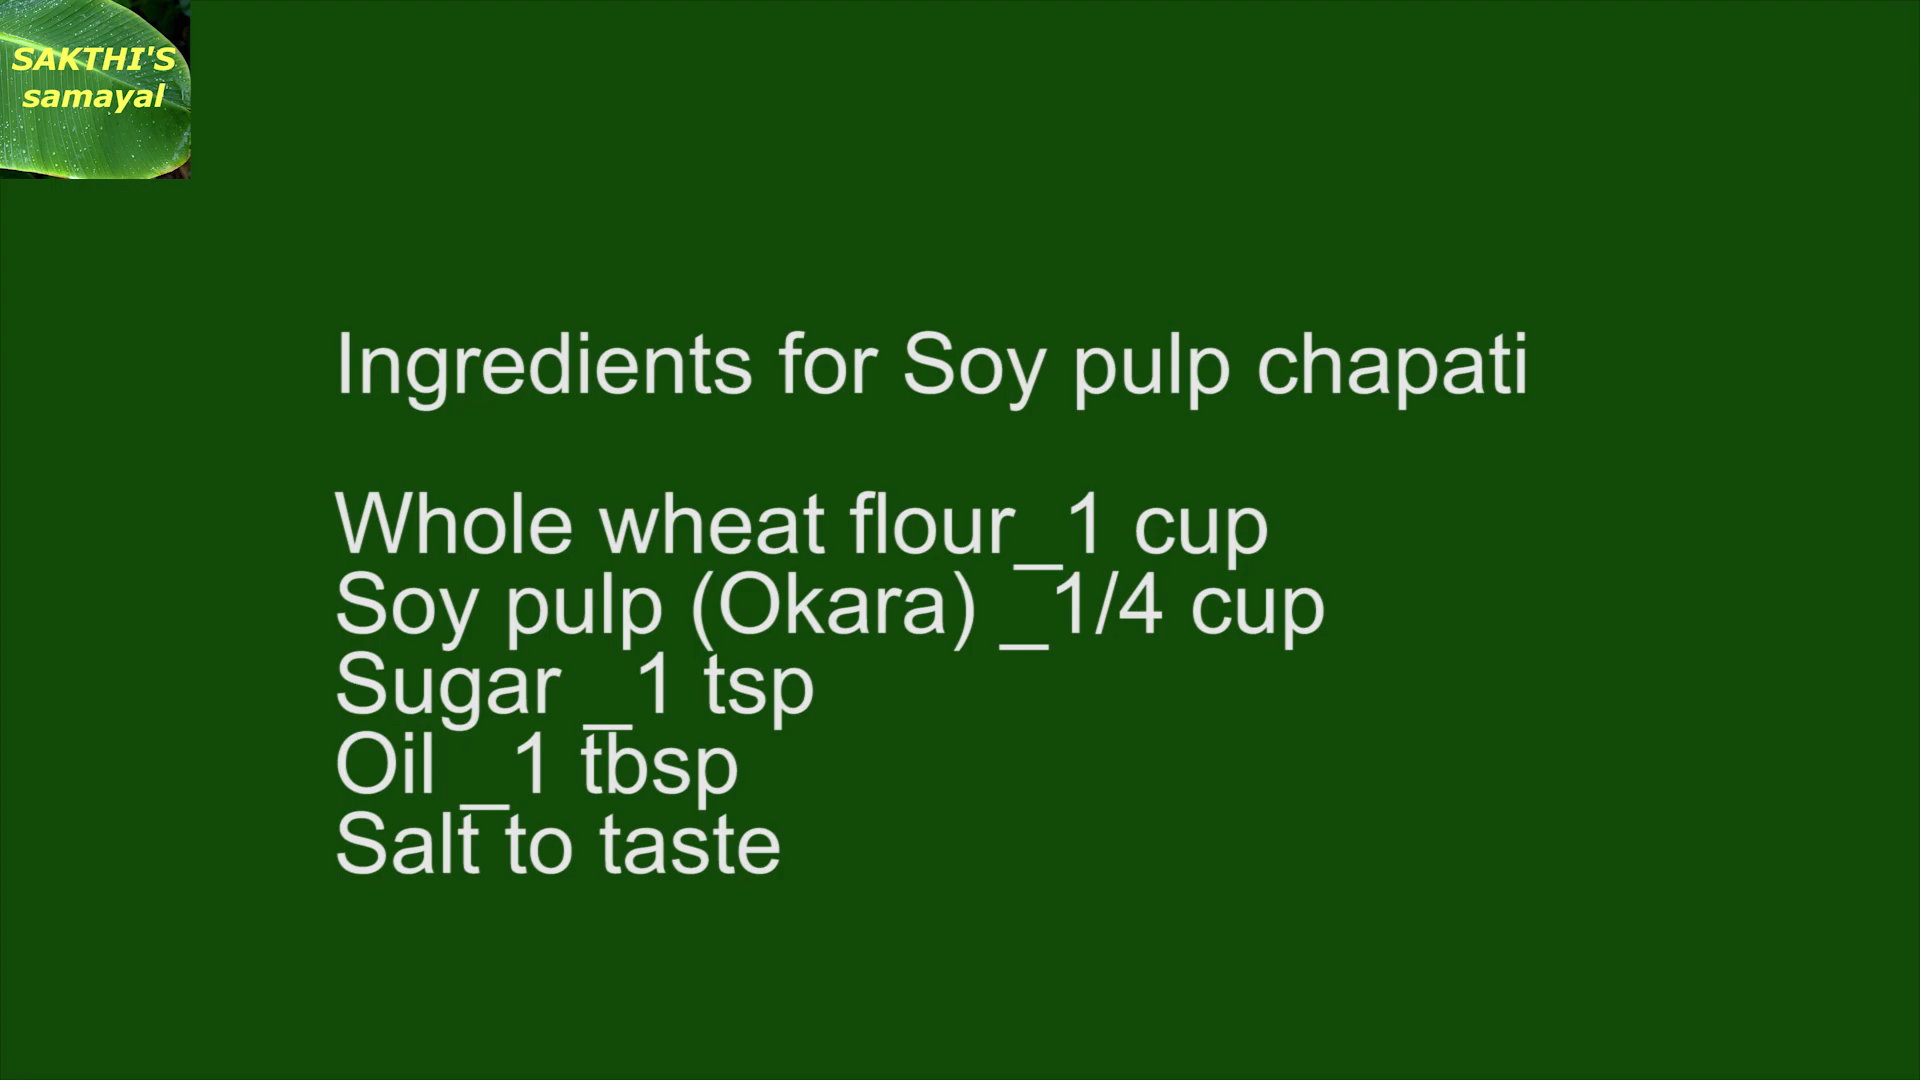 SAKTHI'S
samayal
Ingredients for Soy pulp chapati
Whole wheat flour_1 cup
Soy pulp (Okara) _1/4 cup
Sugar _1 tsp
Oil _1 tbsp
Salt to taste